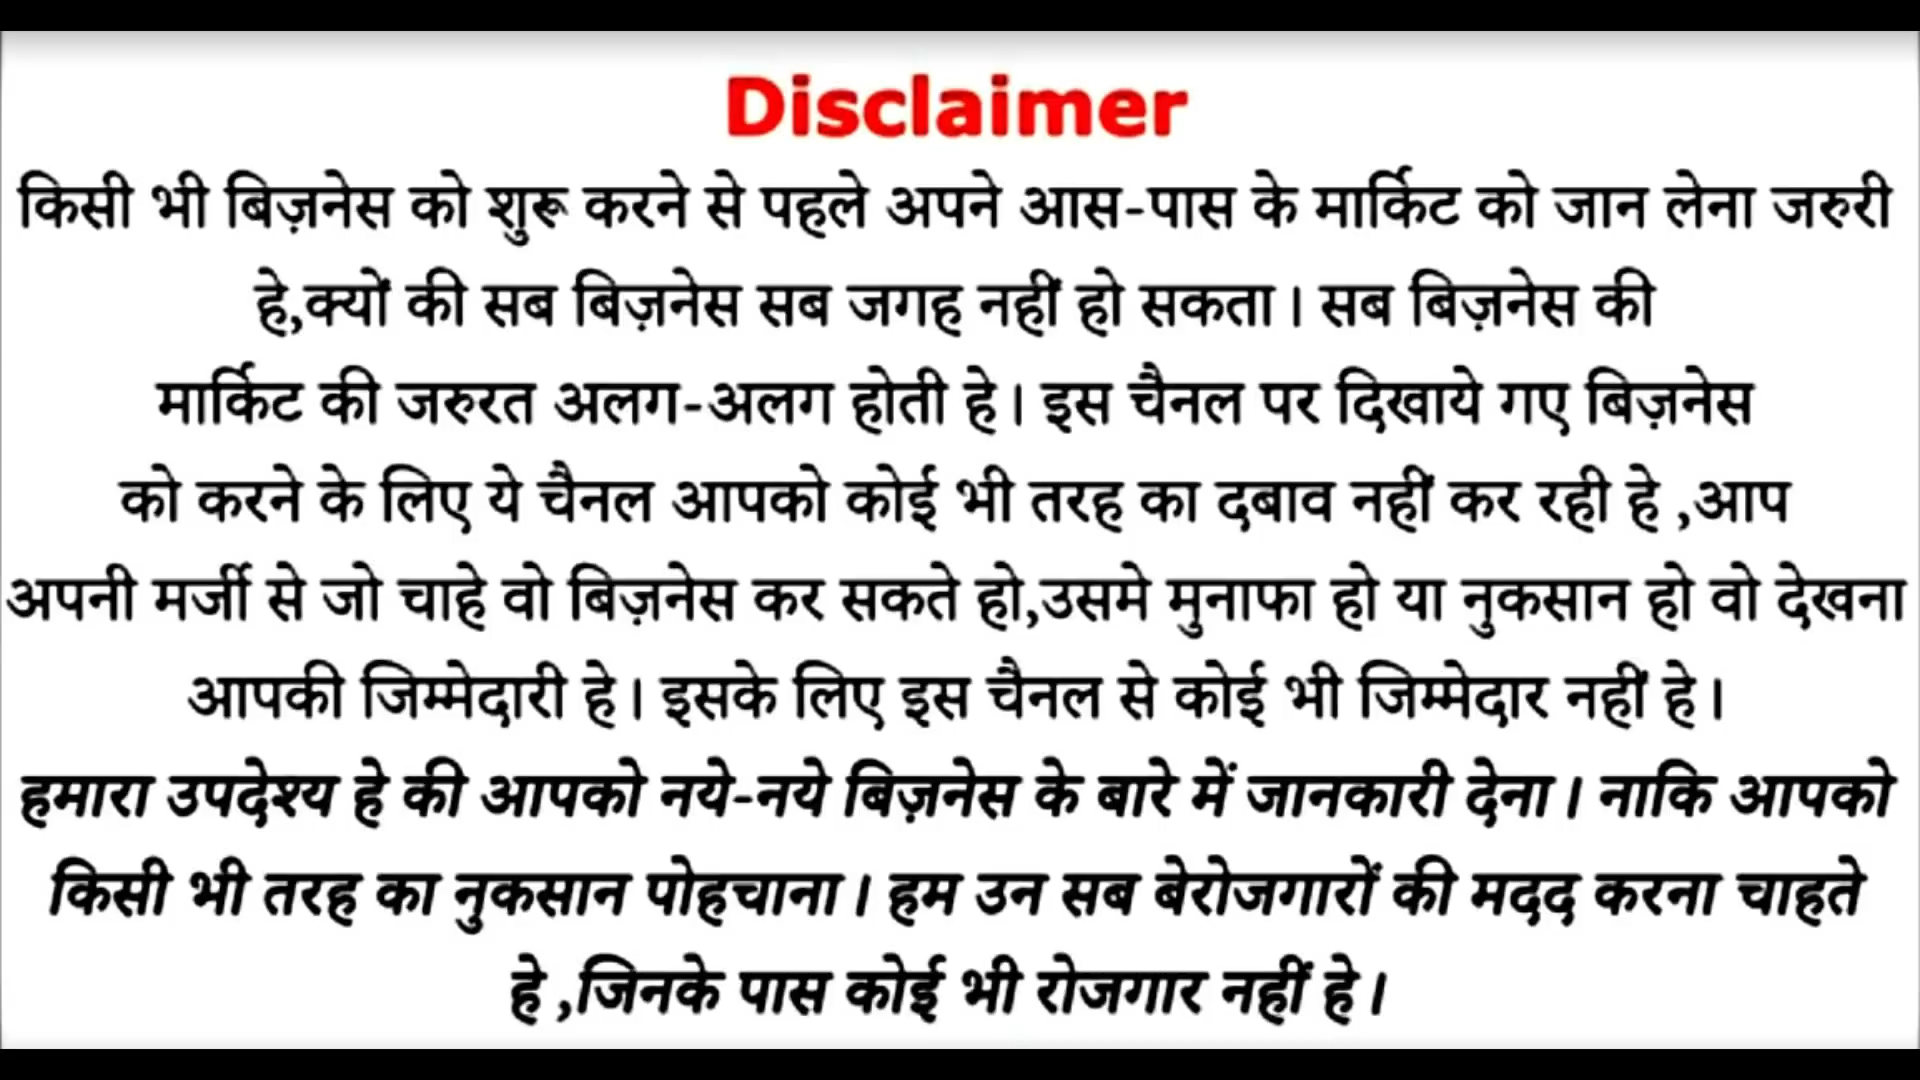 Disclaimer
किसी भी बिज़नेस को शुरू करने से पहले अपने आस-पास के मार्किट को जान लेना जरुरी
हे,क्यों की सब बिज़नेस सब जगह नहीं हो सकता। सब बिज़नेस की
मार्किट की जरुरत अलग-अलग होती हे। इस चैनल पर दिखाये गए बिज़नेस
को करने के लिए ये चैनल आपको कोई भी तरह का दबाव नहीं कर रही हे ,आप
अपनी मर्जी से जो चाहे वो बिज़नेस कर सकते हो,उसमे मुनाफा हो या नुकसान हो वो देखना
आपकी जिम्मेदारी हे। इसके लिए इस चैनल से कोई भी जिम्मेदार नहीं हे।
हमारा उपदेश्य हे की आपको नये-नये बिज़नेस के बारे में जानकारी देना। नाकि आपको
किसी भी तरह का नुकसान पोहचाना। हम उन सब बेरोजगारों की मदद करना चाहते
हे ,जिनके पास कोई भी रोजगार नहीं हे।